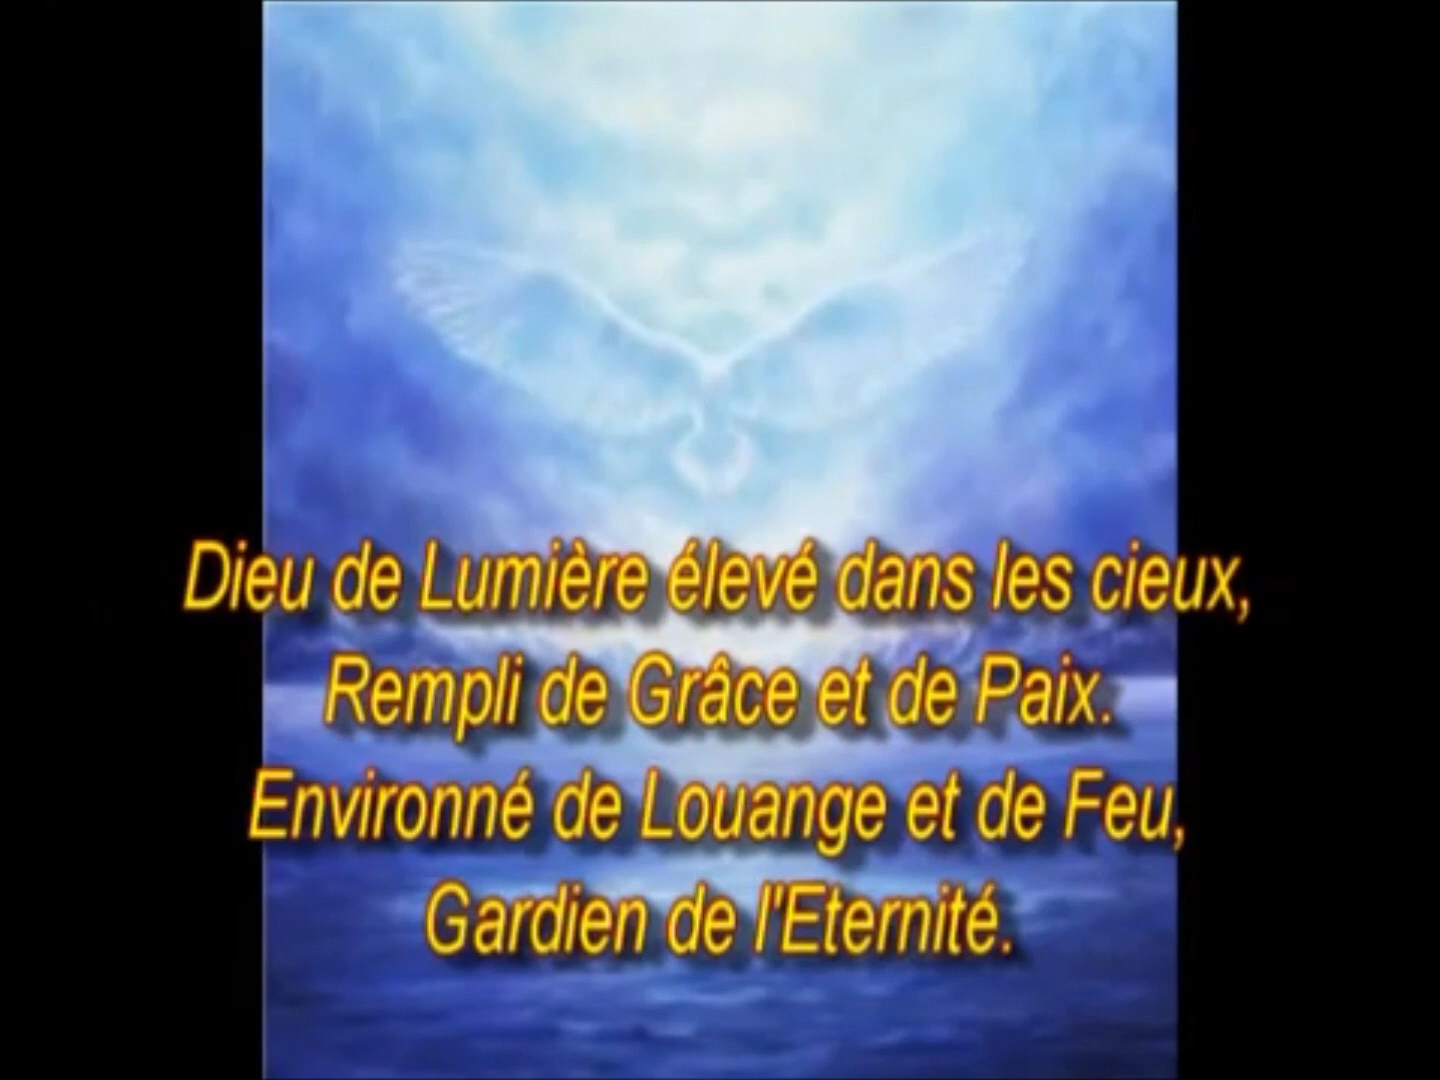 Dieu de Lumière élevé dans les cieux,
Rempli de Grâce et de Paix.
Environné de Louange et de Feu,
Gardien de l'Eternité.